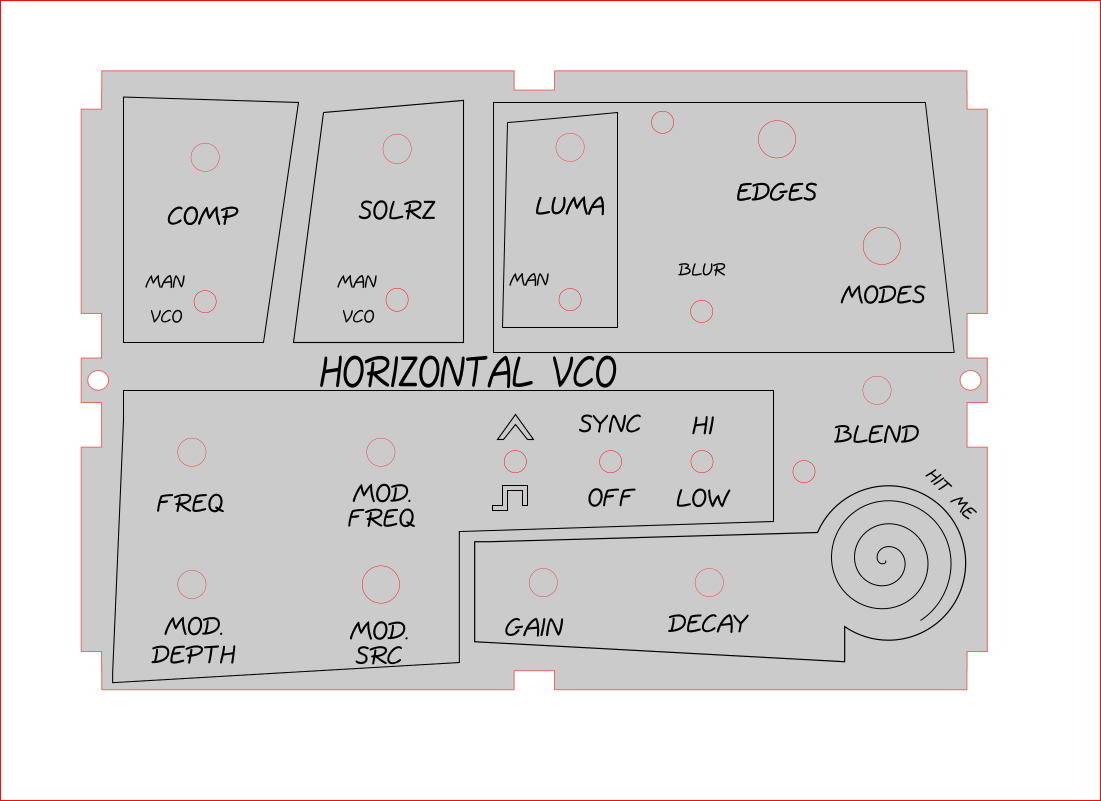 COMP
MAN
VCO
SOLRZ
MAN
VCO
LUMA
MAN
EDGES
BLUR
MODES
HORIZONTAL VCO
FREQ
MOD.
FREQ
SYNC
OFF
HI
LOW
BLEND
HIT ME
MOD.
DEPTH
MOD.
SRC
GAIN
DECAY